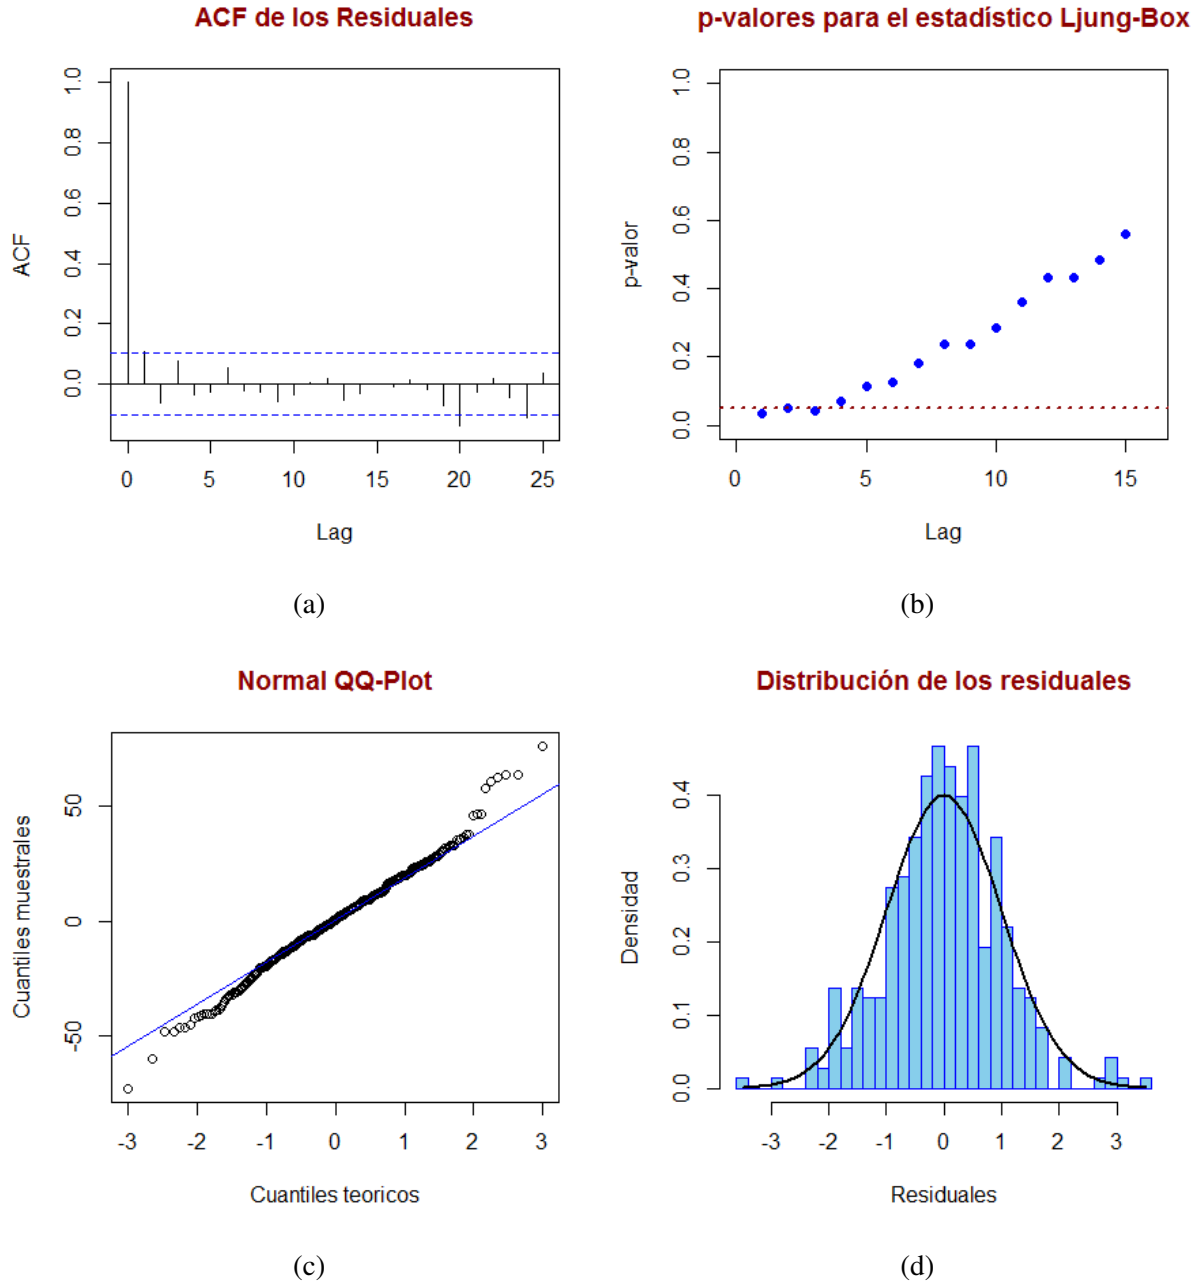 ACF de los Residuales
ACF
1.0
0.8
0.6
0.4
0.2
0.0
0 5 10 15 20 25
Lag
(a)
p-valores para el estadístico Ljung-Box
p-valor
1.0
0.8
0.6
0.4
0.2
0.0
0 5 10 15
Lag
(b)
Normal QQ-Plot
Cuantiles muestrales
50
0
-50
-3 -2 -1 0 1 2 3
Cuantiles teoricos
(c)
Distribución de los residuales
Densidad
0.4
0.3
0.2
0.1
0.0
-3 -2 -1 0 1 2 3
Residuales
(d)